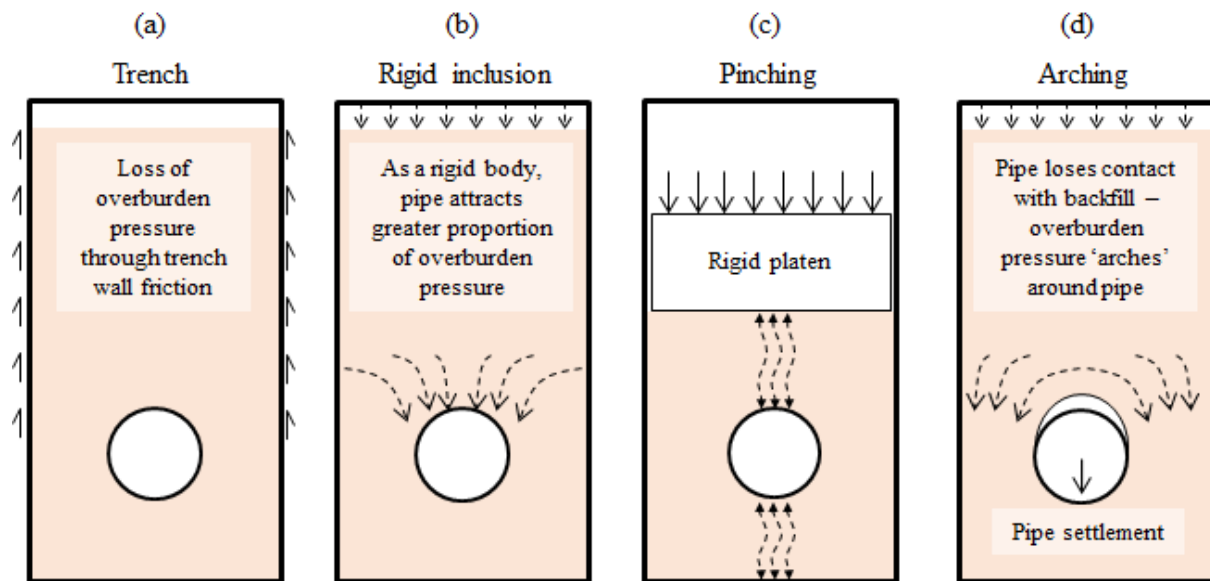 (a)
Trench
Loss of
overburden
pressure
through trench
wall friction
(b)
Rigid inclusion
As a rigid body,
pipe attracts
greater proportion
of overburden
pressure
(c)
Pinching
Rigid platen
(d)
Arching
Pipe loses contact
with backfill –
overburden
pressure ‘arches’
around pipe
Pipe settlement